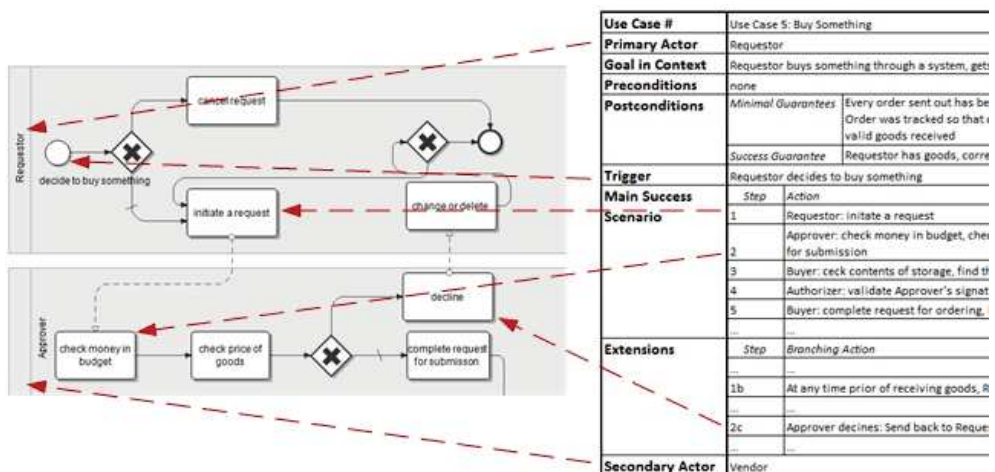 Requestor
cancel request
decide to buy something
initiate a request
change or delete
Approver
decline
check money in
budget
check price of
goods
complete request
for submisson
Use Case # Use Case 5: Buy Something
Primary Actor Requestor
Goal in Context Requestor buys something through a system, gets
Preconditions none
Postconditions Minimal Guarantees Every order sent out has be
Order was tracked so that
valid goods received
Success Guarantee Requestor has goods, corre
Trigger Requestor decides to buy something
Main Success Step Action
Scenario
1 Requestor: initate a request
Approver: check money in budget, che
2 for submission
3 Buyer: ceck contents of storage, find th
4 Authorizer: validate Approver's signat
5 Buyer: complete request for ordering,
... ...
Extensions Step Branching Action
... ...
1b At any time prior of receiving goods, R
... ...
2c Approver declines: Send back to Reque
... ...
Secondary Actor Vendor